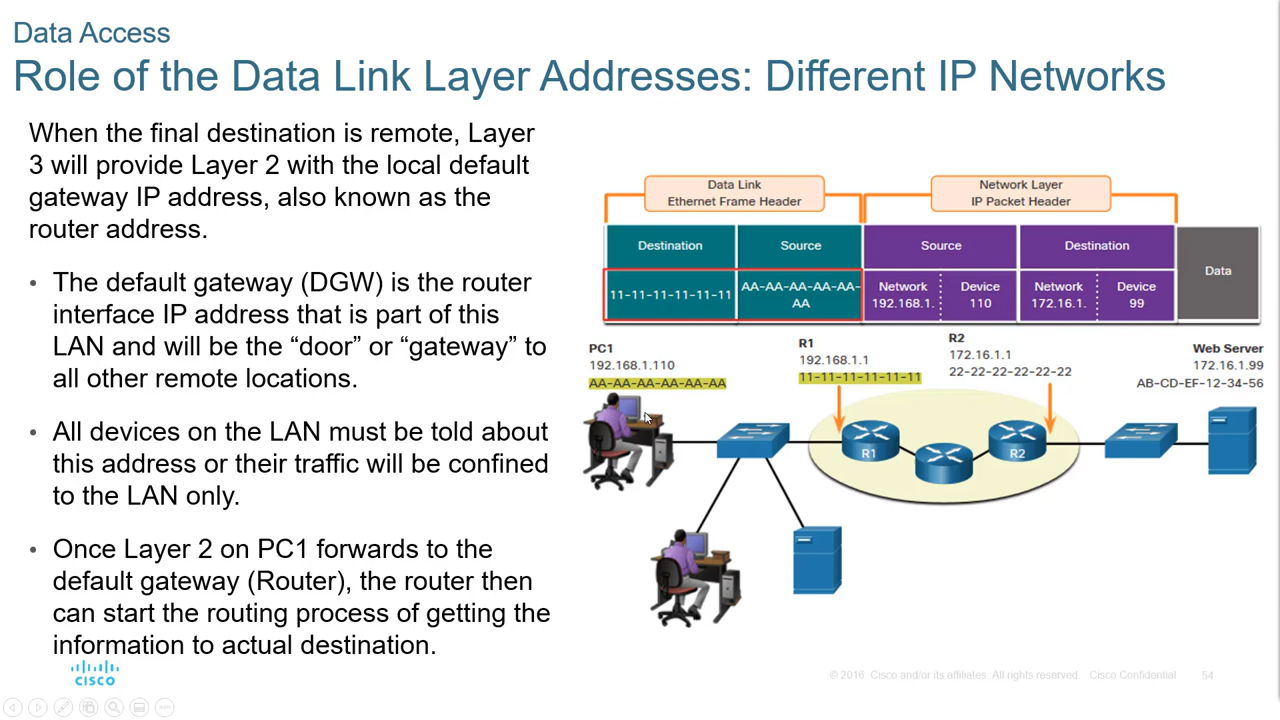 Data Access
Role of the Data Link Layer Addresses: Different IP Networks
When the final destination is remote, Layer
3 will provide Layer 2 with the local default
gateway IP address, also known as the
router address.
• The default gateway (DGW) is the router
interface IP address that is part of this
LAN and will be the “door” or “gateway” to
all other remote locations.
• All devices on the LAN must be told about
this address or their traffic will be confined
to the LAN only.
• Once Layer 2 on PC1 forwards to the
default gateway (Router), the router then
can start the routing process of getting the
information to actual destination.
Data Link
Ethernet Frame Header
Network Layer
IP Packet Header
Destination
Source
Source
Destination
Data
11-11-11-11-11-11
AA-AA-AA-AA-AA-
AA
Network
192.168.1.
Device
110
Network
172.16.1.
Device
99
PC1
192.168.1.110
AA-AA-AA-AA-AA-AA
R1
192.168.1.1
11-11-11-11-11-11
R2
172.16.1.1
22-22-22-22-22-22
Web Server
172.16.1.99
AB-CD-EF-12-34-56
R1
R2
CISCO
© 2016 Cisco and/or its affiliates. All rights reserved. Cisco Confidential
54